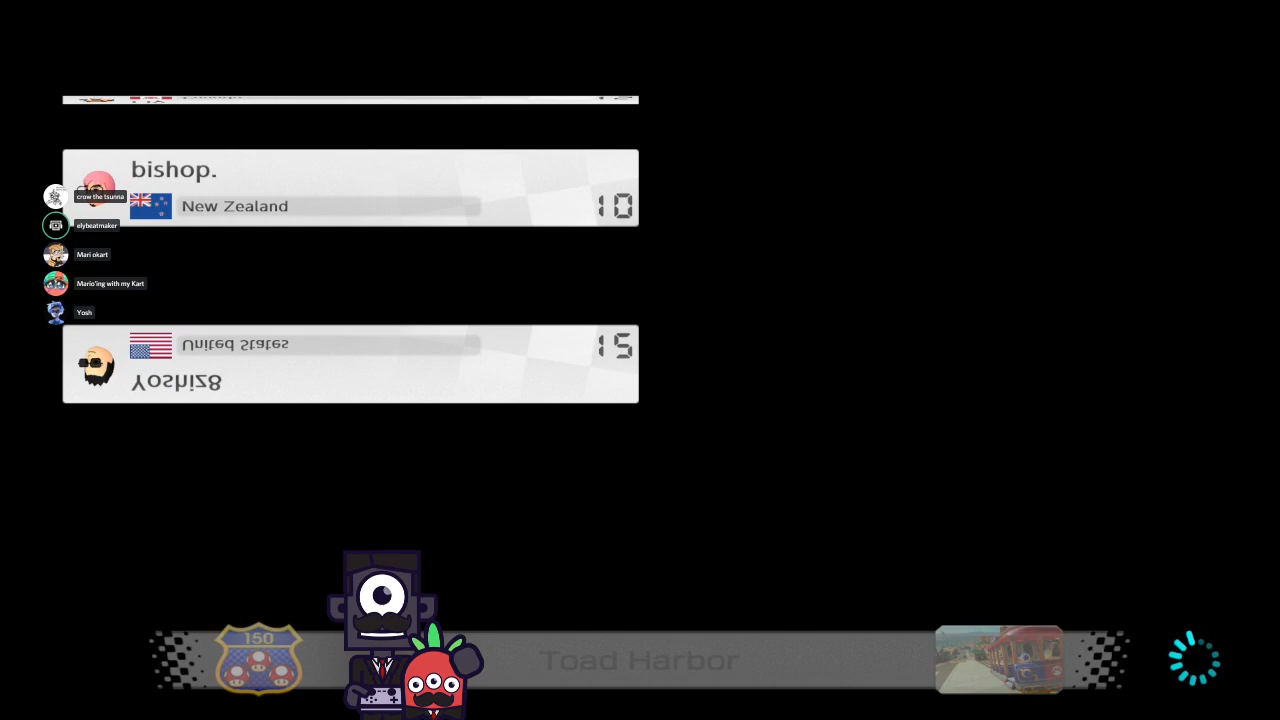 bishop.
New Zealand
10
crow the tsunna
elybeatmaker
Mari okart
Mario'ing with my Kart
Yosh
United States
15
Yoshiz8
150
Toad Harbor